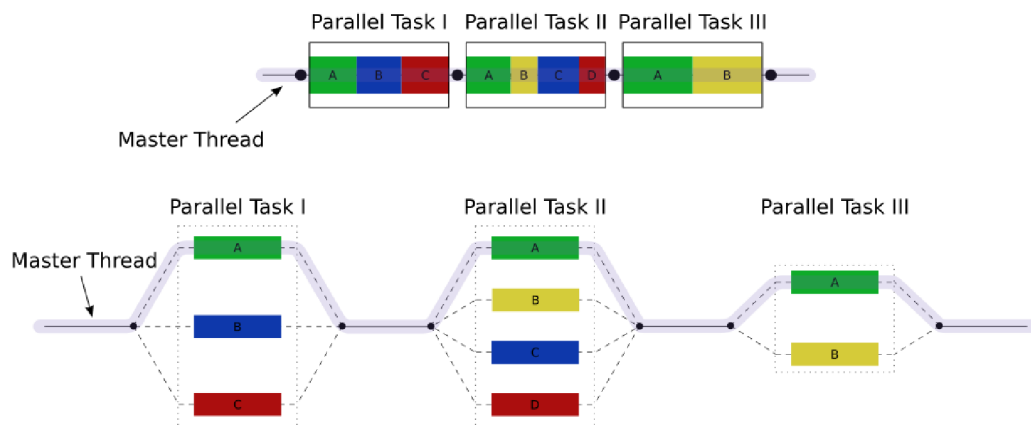 Parallel Task I Parallel Task II Parallel Task III
A B C A B C D A B
Master Thread
Parallel Task I Parallel Task II Parallel Task III
A A
Master Thread
B A
B C
B
C D